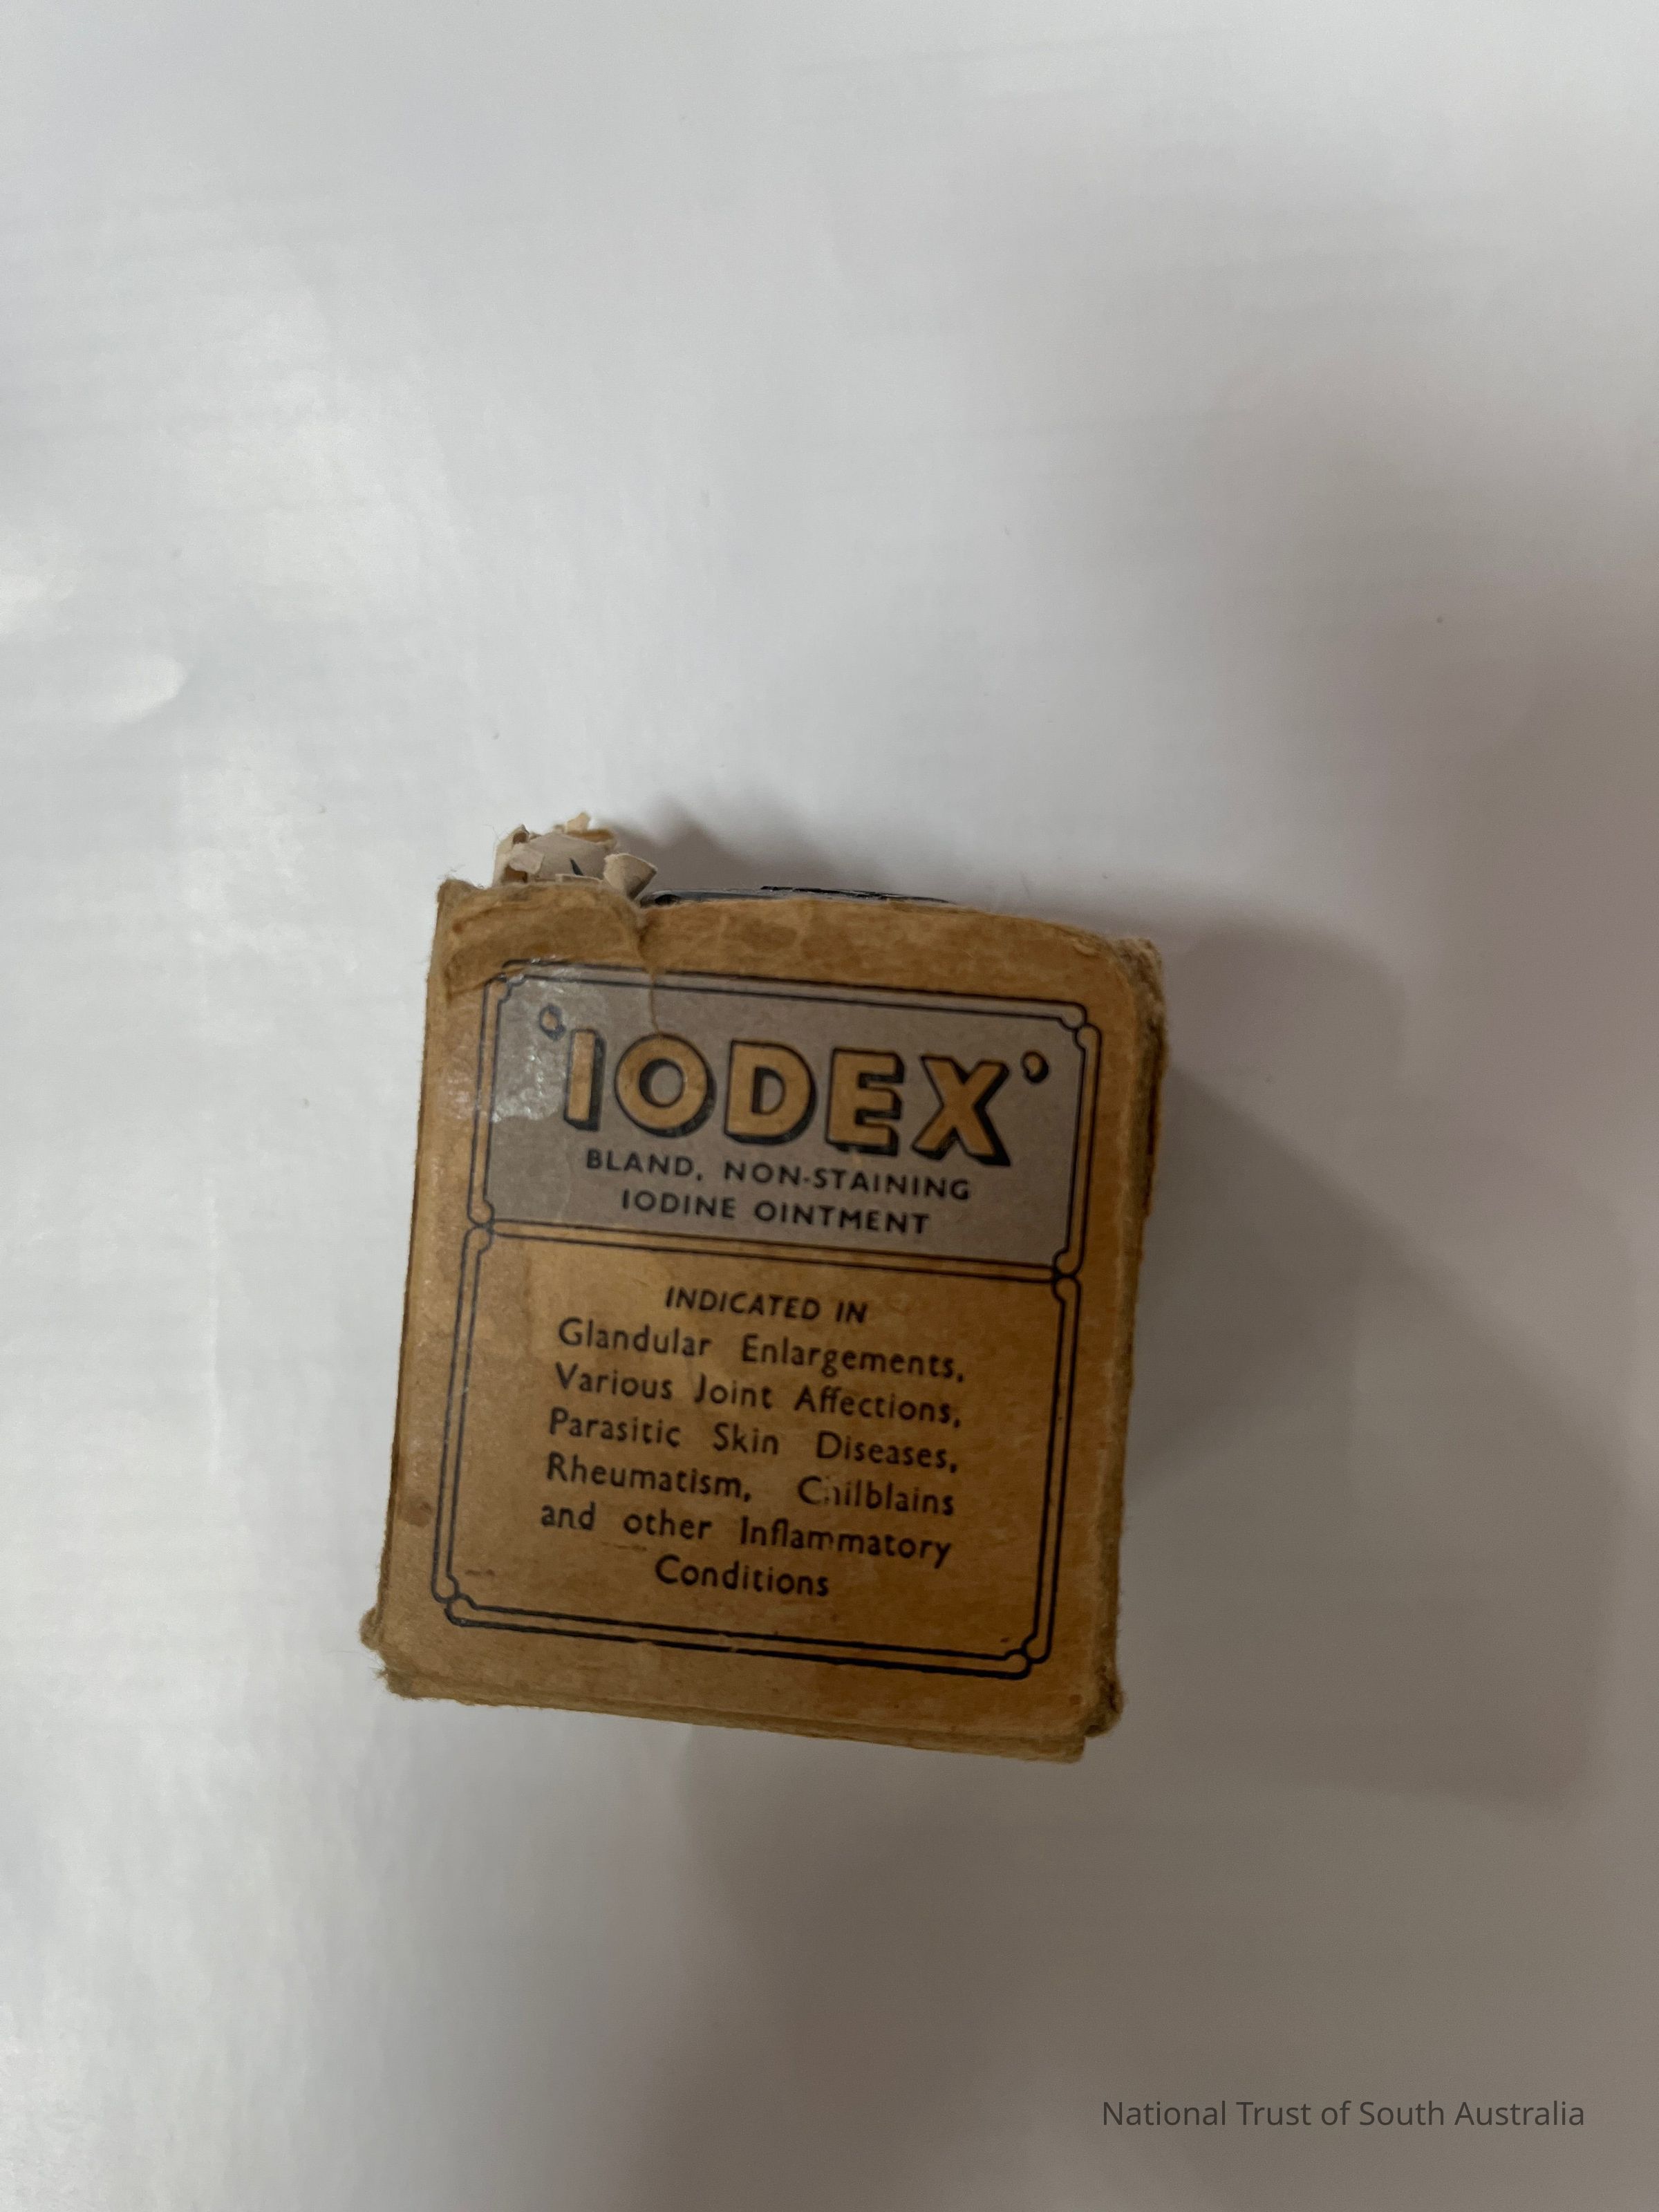 'IODEX'
BLAND, NON-STAINING
IODINE OINTMENT
INDICATED IN
Glandular Enlargements,
Various Joint Affections,
Parasitic Skin Diseases,
Rheumatism, Chilblains
and other Inflammatory
Conditions
National Trust of South Australia